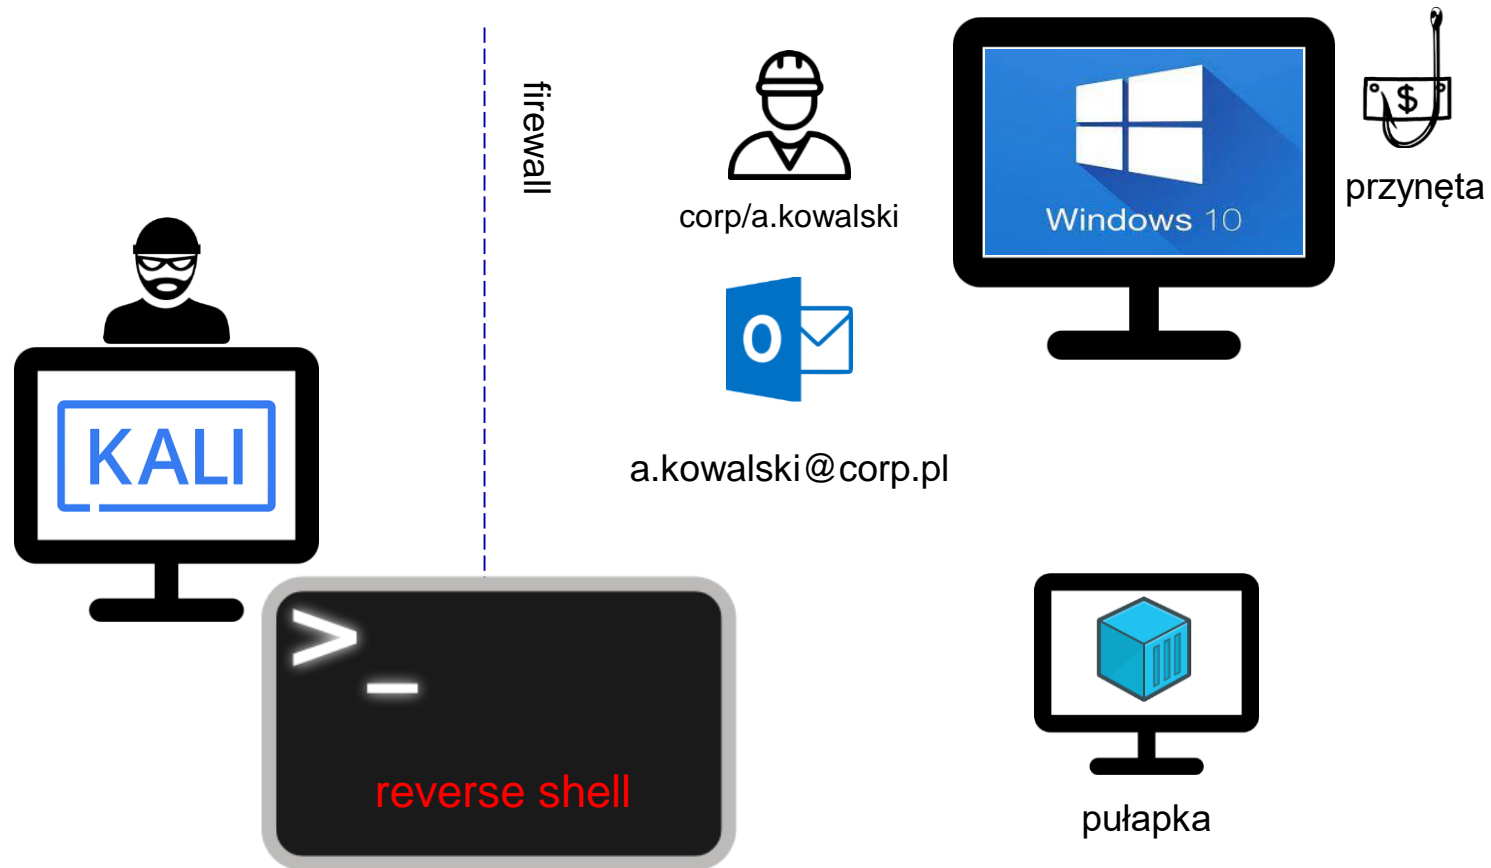 firewall
corp/a.kowalski
Windows 10
$
przynęta
O
KALI
a.kowalski@corp.pl
>_
reverse shell
pułapka